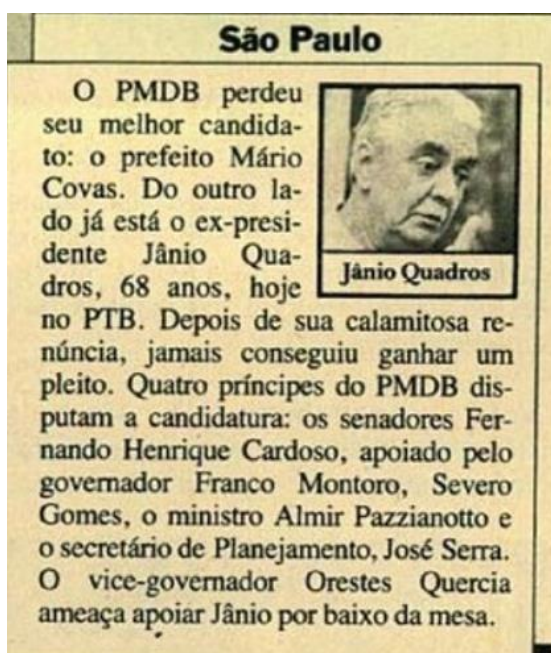 São Paulo
O PMDB perdeu
seu melhor candida-
to: o prefeito Mário
Covas. Do outro la-
do já está o ex-presi-
dente Jânio Qua-
dros, 68 anos, hoje
Jânio Quadros
no PTB. Depois de sua calamitosa re-
núncia, jamais conseguiu ganhar um
pleito. Quatro príncipes do PMDB dis-
putam a candidatura: os senadores Fer-
nando Henrique Cardoso, apoiado pelo
governador Franco Montoro, Severo
Gomes, o ministro Almir Pazzianotto e
o secretário de Planejamento, José Serra.
O vice-governador Orestes Quercia
ameaça apoiar Jânio por baixo da mesa.